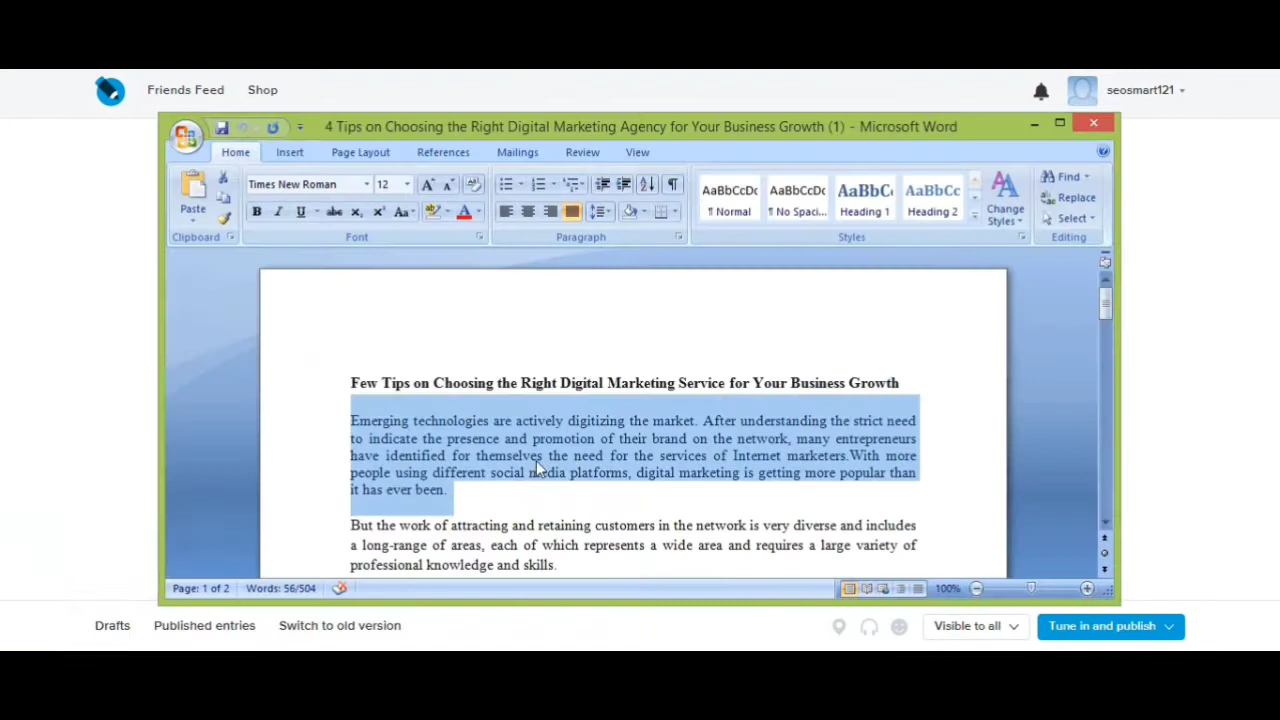 Friends Feed Shop seosmart121
4 Tips on Choosing the Right Digital Marketing Agency for Your Business Growth (1) - Microsoft Word
Home Insert Page Layout References Mailings Review View
Times New Roman 12
Paste
B I U abc x₂ x² Aa
AaBbCcDc AaBbCcDc AaBbC AaBbCc
¶ Normal ¶ No Spaci... Heading 1 Heading 2
Change
Styles
Find
Replace
Select
Clipboard Font Paragraph Styles Editing
Few Tips on Choosing the Right Digital Marketing Service for Your Business Growth
Emerging technologies are actively digitizing the market. After understanding the strict need
to indicate the presence and promotion of their brand on the network, many entrepreneurs
have identified for themselves the need for the services of Internet marketers.With more
people using different social media platforms, digital marketing is getting more popular than
it has ever been.
But the work of attracting and retaining customers in the network is very diverse and includes
a long-range of areas, each of which represents a wide area and requires a large variety of
professional knowledge and skills.
Page: 1 of 2 Words: 56/504 100%
Drafts Published entries Switch to old version Visible to all Tune in and publish